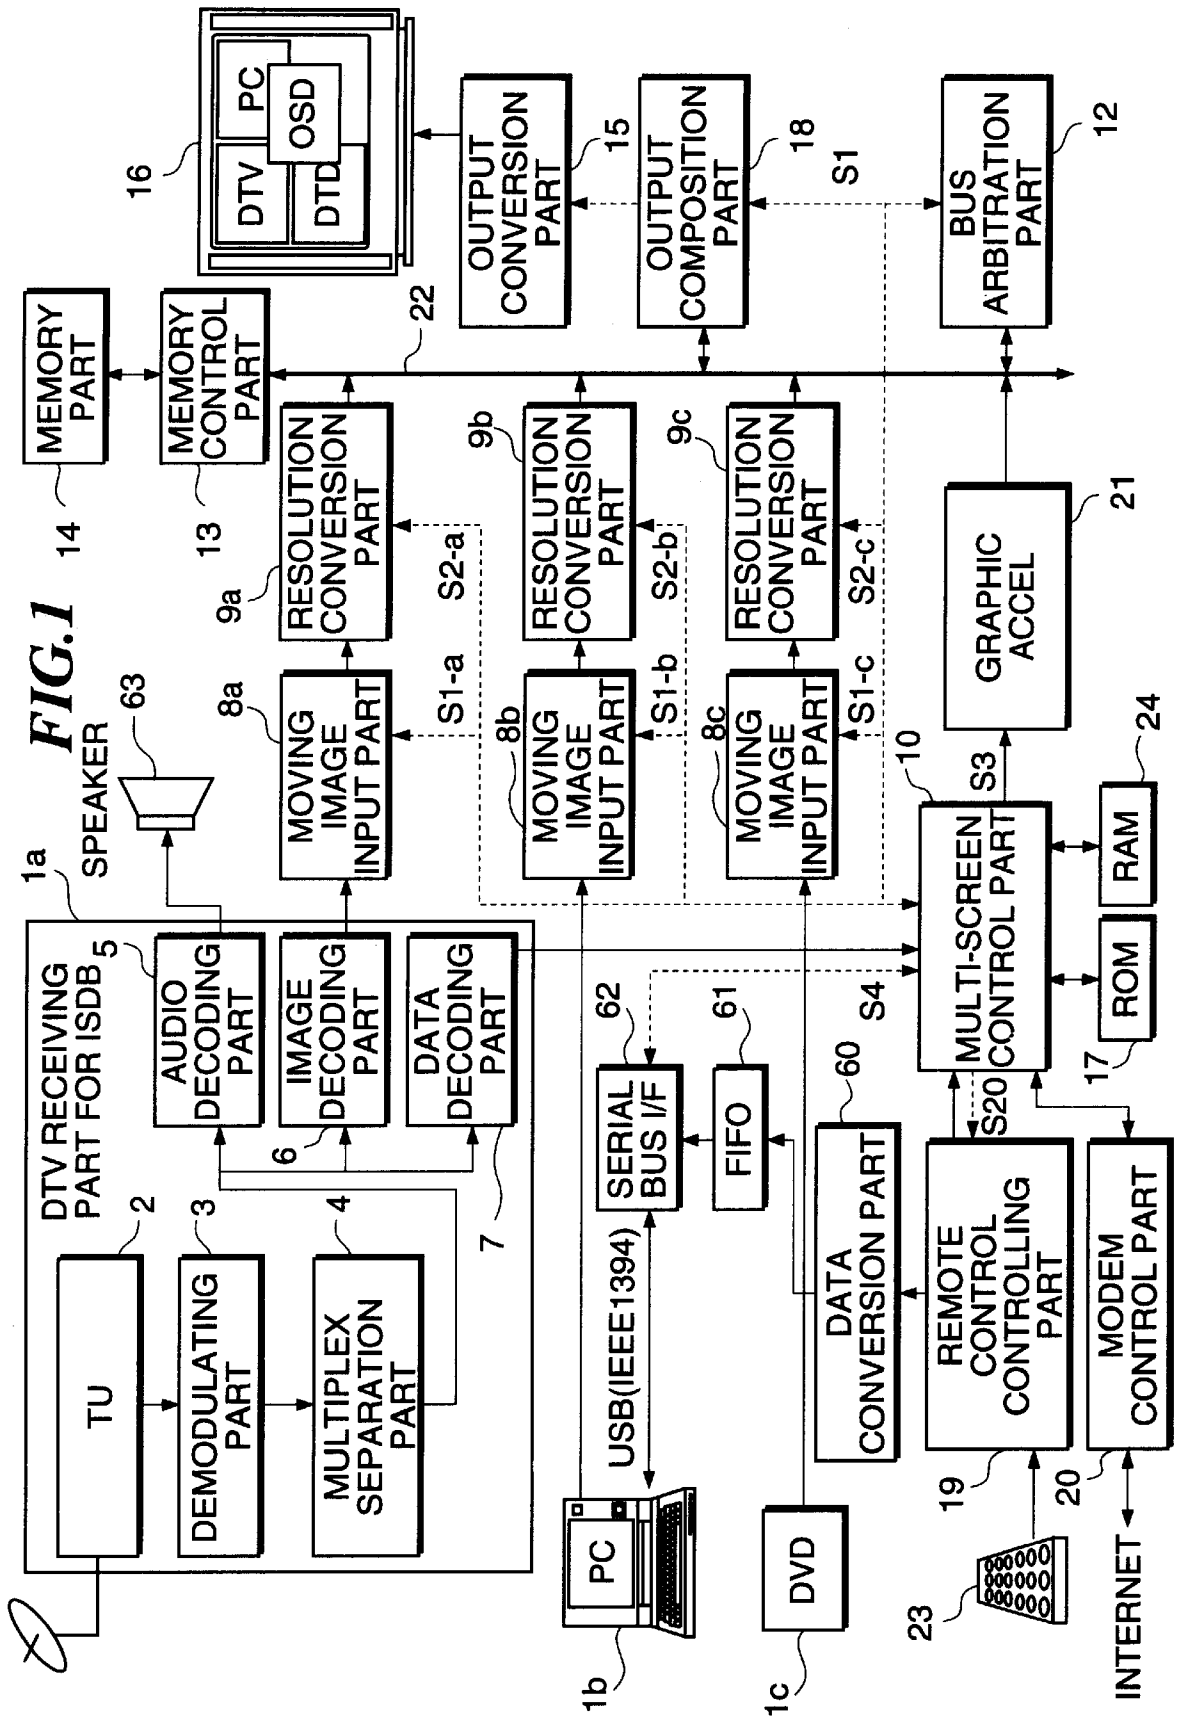 FIG.1
1a
DTV RECEIVING
PART FOR ISDB
TU
2
DEMODULATING
PART
3
MULTIPLEX
SEPARATION
PART
4
AUDIO
DECODING
PART
5
IMAGE
DECODING
PART
6
DATA
DECODING
PART
7
SPEAKER
63
MOVING
IMAGE
INPUT PART
8a
RESOLUTION
CONVERSION
PART
9a
S1-a
S2-a
MEMORY
PART
14
MEMORY
CONTROL
PART
13
16
DTV
PC
OSD
DTD
22
OUTPUT
CONVERSION
PART
15
PC
1b
USB(IEEE1394)
SERIAL
BUS I/F
62
FIFO
61
MOVING
IMAGE
INPUT PART
8b
RESOLUTION
CONVERSION
PART
9b
S1-b
S2-b
OUTPUT
COMPOSITION
PART
18
S1
DVD
1c
DATA
CONVERSION PART
60
MOVING
IMAGE
INPUT PART
8c
RESOLUTION
CONVERSION
PART
9c
S1-c
S2-c
S4
BUS
ARBITRATION
PART
12
23
REMOTE
CONTROL
CONTROLLING
PART
19
S20
MULTI-SCREEN
CONTROL PART
10
S3
GRAPHIC
ACCEL
21
INTERNET
MODEM
CONTROL PART
20
ROM
17
RAM
24